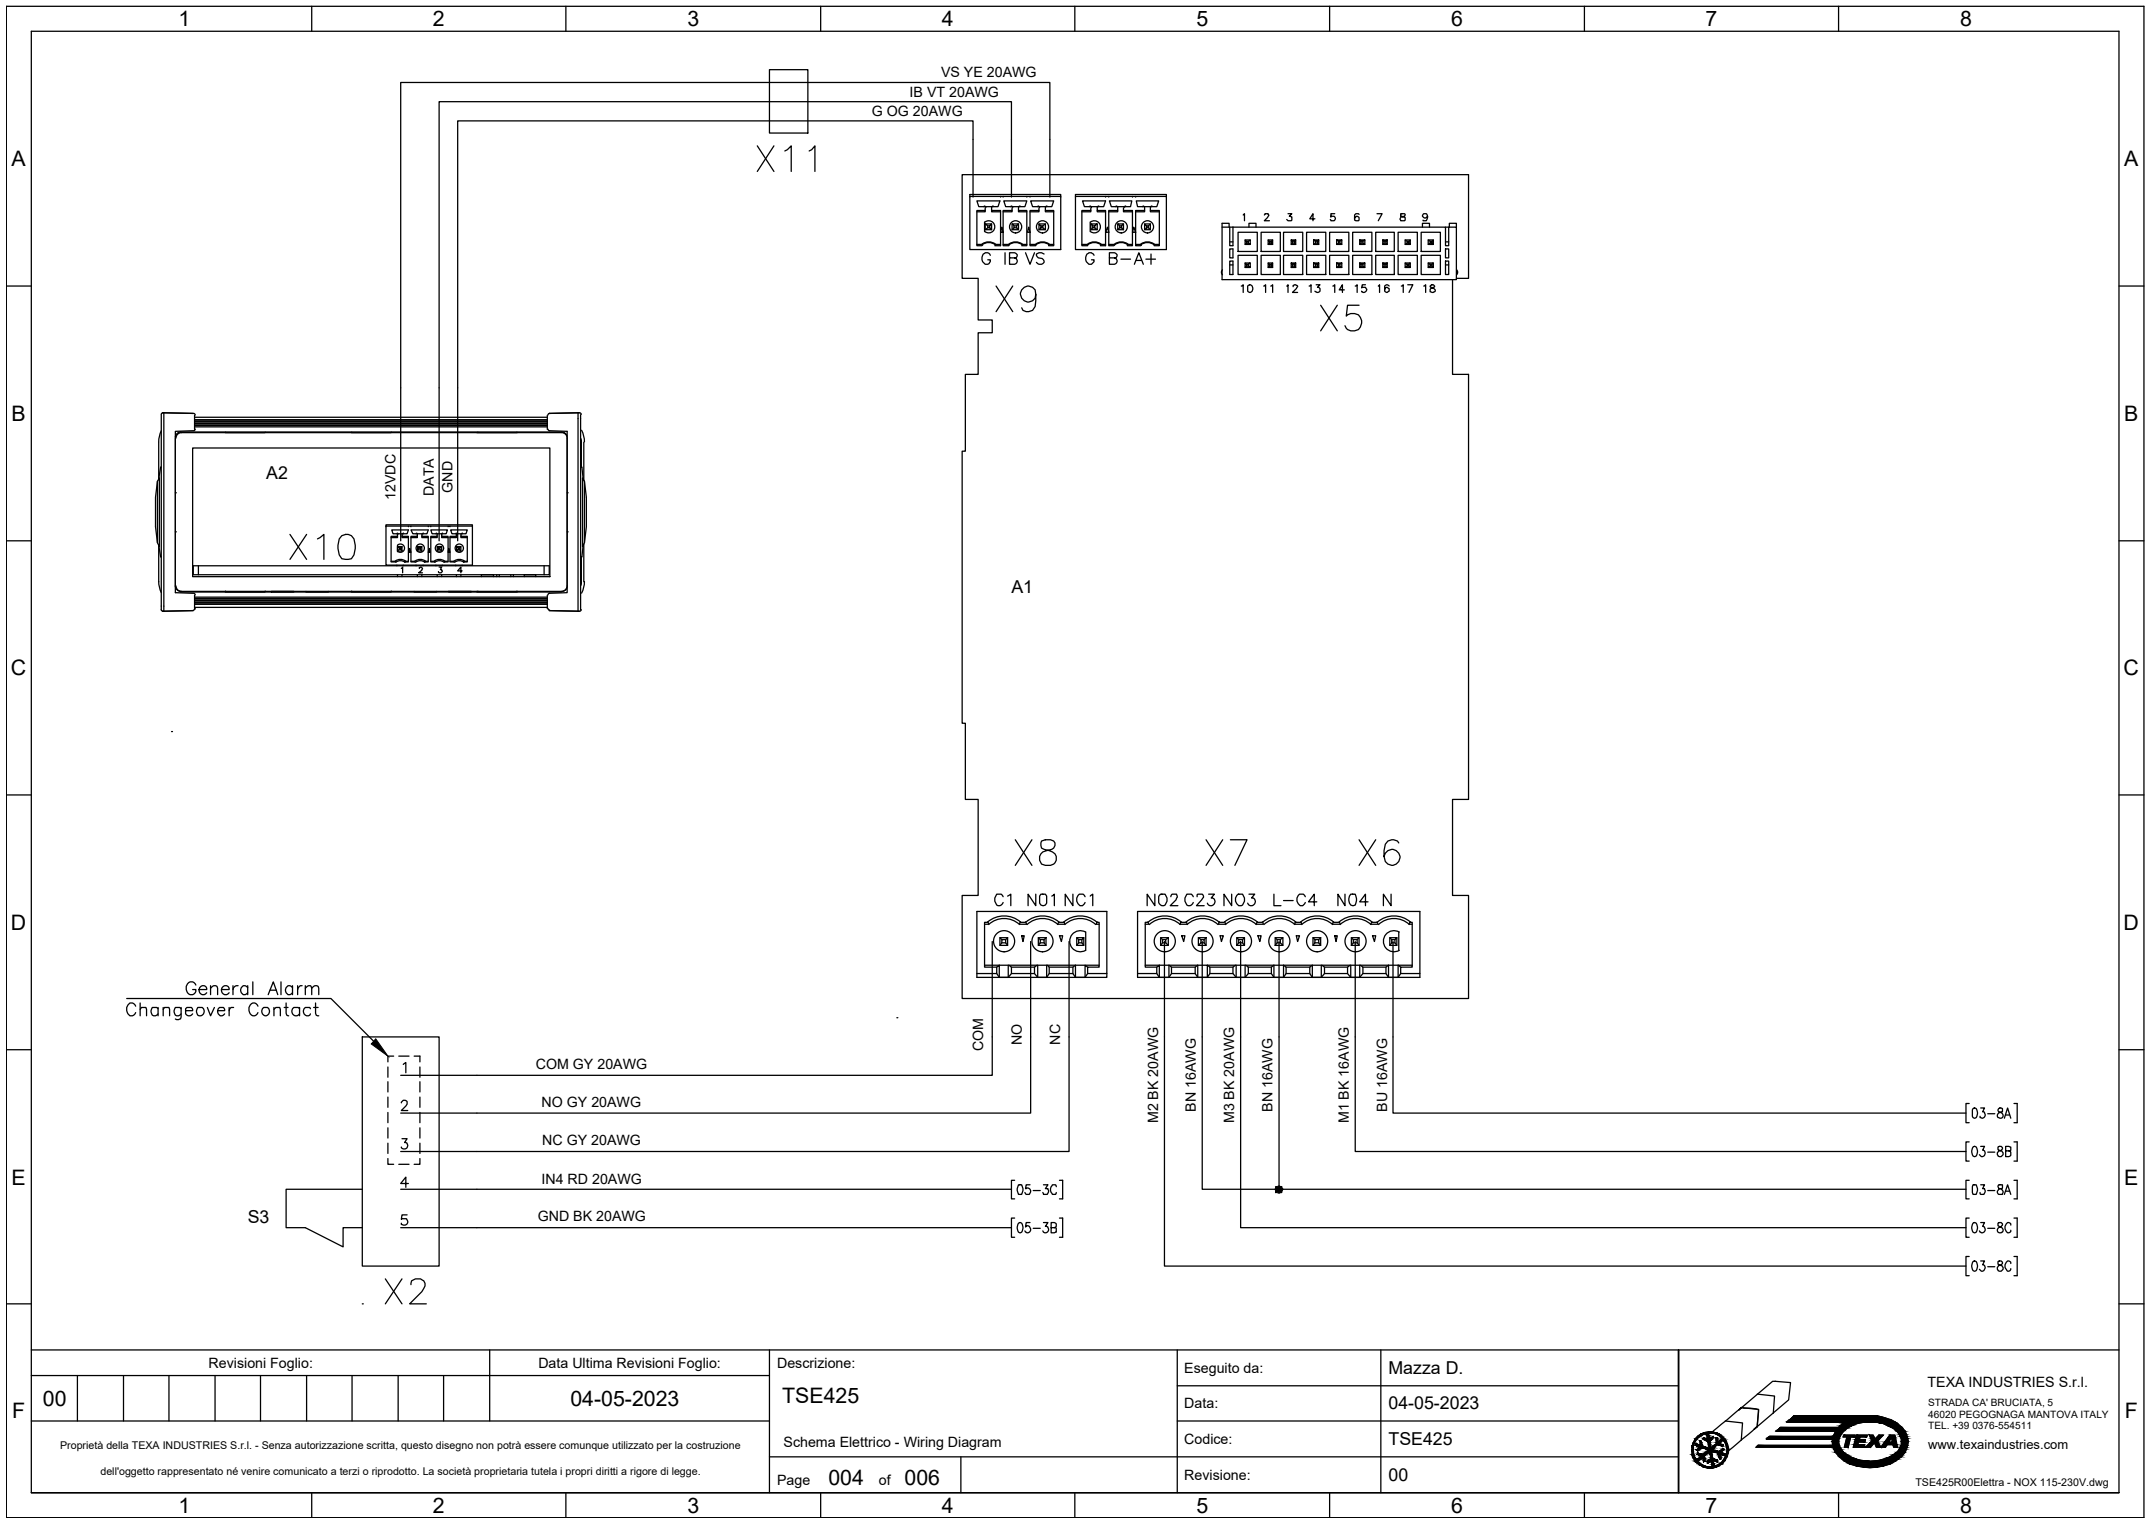 1 2 3 4 5 6 7 8
VS YE 20AWG
IB VT 20AWG
G OG 20AWG
A X11 A
1 2 3 4 5 6 7 8 9
G IB VS G B-A+
10 11 12 13 14 15 16 17 18
X9 X5
B B
A2 12VDC DATA GND
X10
1 2 3 4
A1
C C
X8 X7 X6
C1 NO1 NC1 NO2 C23 NO3 L-C4 NO4 N
D D
General Alarm
Changeover Contact
COM NO NC M2 BK 20AWG BN 16AWG M3 BK 20AWG BN 16AWG M1 BK 16AWG BU 16AWG
1 COM GY 20AWG
2 NO GY 20AWG [03-8A]
3 NC GY 20AWG [03-8B]
E E
4 IN4 RD 20AWG [05-3C] [03-8A]
S3 5 GND BK 20AWG [05-3B] [03-8C]
[03-8C]
X2
Revisioni Foglio: Data Ultima Revisioni Foglio: Descrizione: Eseguito da: Mazza D.
00 04-05-2023 TSE425 Data: 04-05-2023
F F
Proprietà della TEXA INDUSTRIES S.r.l. - Senza autorizzazione scritta, questo disegno non potrà essere comunque utilizzato per la costruzione
dell'oggetto rappresentato né venire comunicato a terzi o riprodotto. La società proprietaria tutela i propri diritti a rigore di legge.
Schema Elettrico - Wiring Diagram Codice: TSE425
Page 004 of 006 Revisione: 00
TEXA
TEXA INDUSTRIES S.r.l.
STRADA CA' BRUCIATA, 5
46020 PEGOGNAGA MANTOVA ITALY
TEL. +39 0376-554511
www.texaindustries.com
TSE425R00Elettra - NOX 115-230V.dwg
1 2 3 4 5 6 7 8